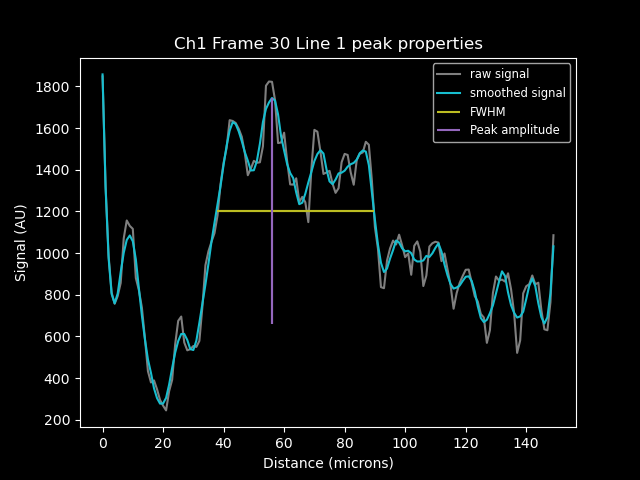 Ch1 Frame 30 Line 1 peak properties
raw signal
smoothed signal
FWHM
Peak amplitude
Signal (AU)
1800
1600
1400
1200
1000
800
600
400
200
0 20 40 60 80 100 120 140
Distance (microns)